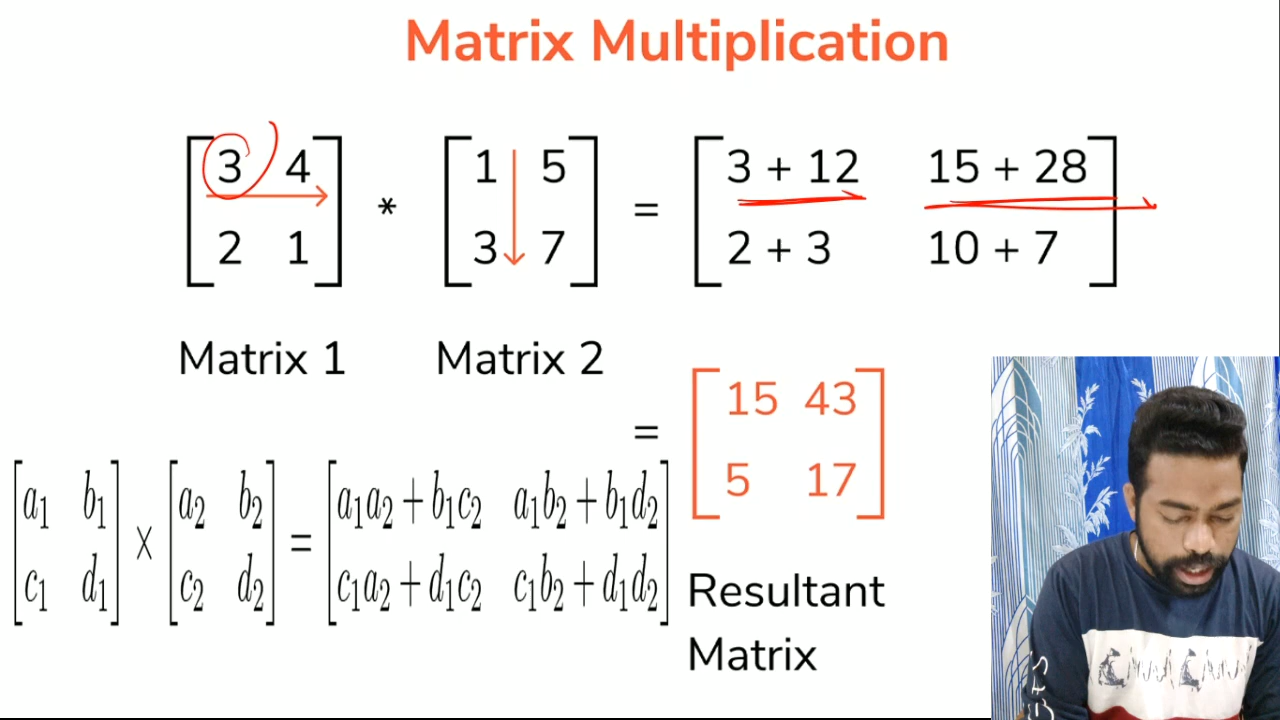 Matrix Multiplication
[3 4
2 1] * [1 5
3 7] = [3 + 12 15 + 28
2 + 3 10 + 7]
Matrix 1 Matrix 2
= [15 43
5 17]
[a₁ b₁
c₁ d₁] × [a₂ b₂
c₂ d₂] = [a₁a₂ + b₁c₂ a₁b₂ + b₁d₂
c₁a₂ + d₁c₂ c₁b₂ + d₁d₂]
Resultant
Matrix